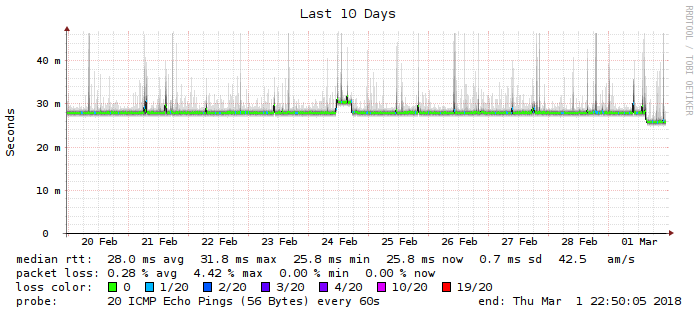 Last 10 Days
RRDTOOL / TOBI OETIKER
Seconds
40 m
30 m
20 m
10 m
0
20 Feb 21 Feb 22 Feb 23 Feb 24 Feb 25 Feb 26 Feb 27 Feb 28 Feb 01 Mar
median rtt: 28.0 ms avg 31.8 ms max 25.8 ms min 25.8 ms now 0.7 ms sd 42.5 am/s
packet loss: 0.28 % avg 4.42 % max 0.00 % min 0.00 % now
loss color: 0 1/20 2/20 3/20 4/20 10/20 19/20
probe: 20 ICMP Echo Pings (56 Bytes) every 60s end: Thu Mar 1 22:50:05 2018